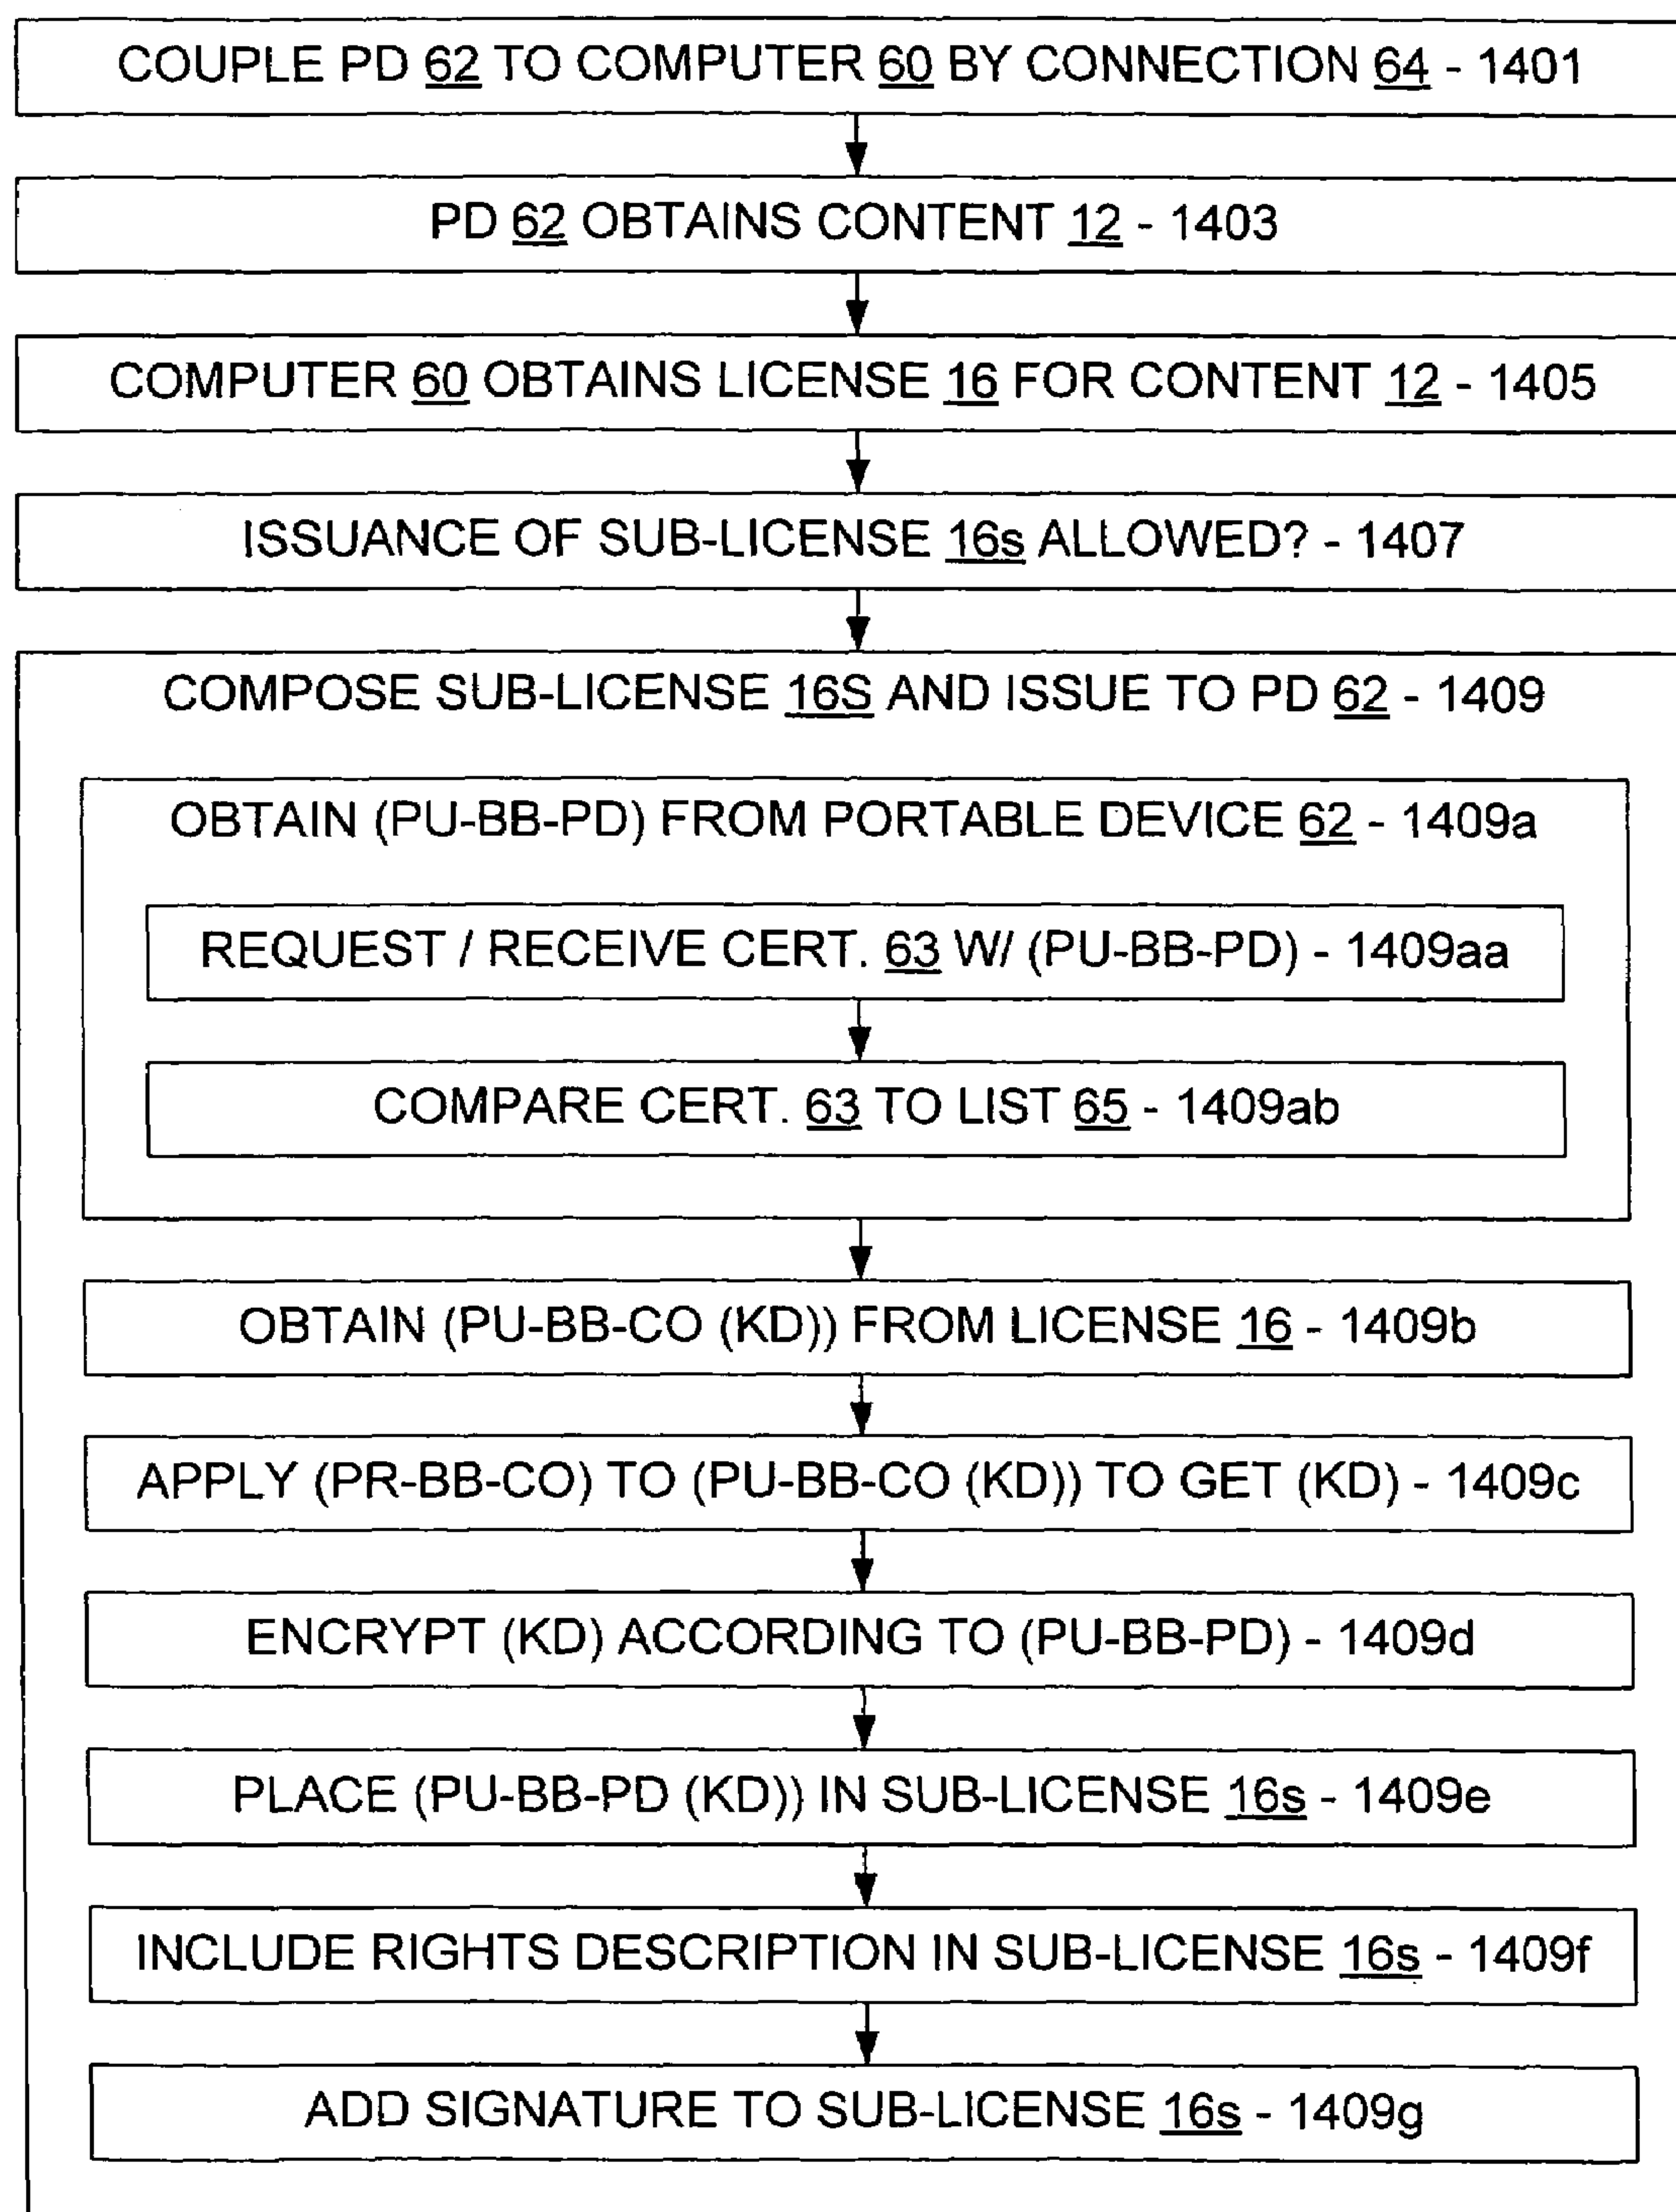 COUPLE PD 62 TO COMPUTER 60 BY CONNECTION 64 - 1401
PD 62 OBTAINS CONTENT 12 - 1403
COMPUTER 60 OBTAINS LICENSE 16 FOR CONTENT 12 - 1405
ISSUANCE OF SUB-LICENSE 16s ALLOWED? - 1407
COMPOSE SUB-LICENSE 16S AND ISSUE TO PD 62 - 1409
OBTAIN (PU-BB-PD) FROM PORTABLE DEVICE 62 - 1409a
REQUEST / RECEIVE CERT. 63 W/ (PU-BB-PD) - 1409aa
COMPARE CERT. 63 TO LIST 65 - 1409ab
OBTAIN (PU-BB-CO (KD)) FROM LICENSE 16 - 1409b
APPLY (PR-BB-CO) TO (PU-BB-CO (KD)) TO GET (KD) - 1409c
ENCRYPT (KD) ACCORDING TO (PU-BB-PD) - 1409d
PLACE (PU-BB-PD (KD)) IN SUB-LICENSE 16s - 1409e
INCLUDE RIGHTS DESCRIPTION IN SUB-LICENSE 16s - 1409f
ADD SIGNATURE TO SUB-LICENSE 16s - 1409g